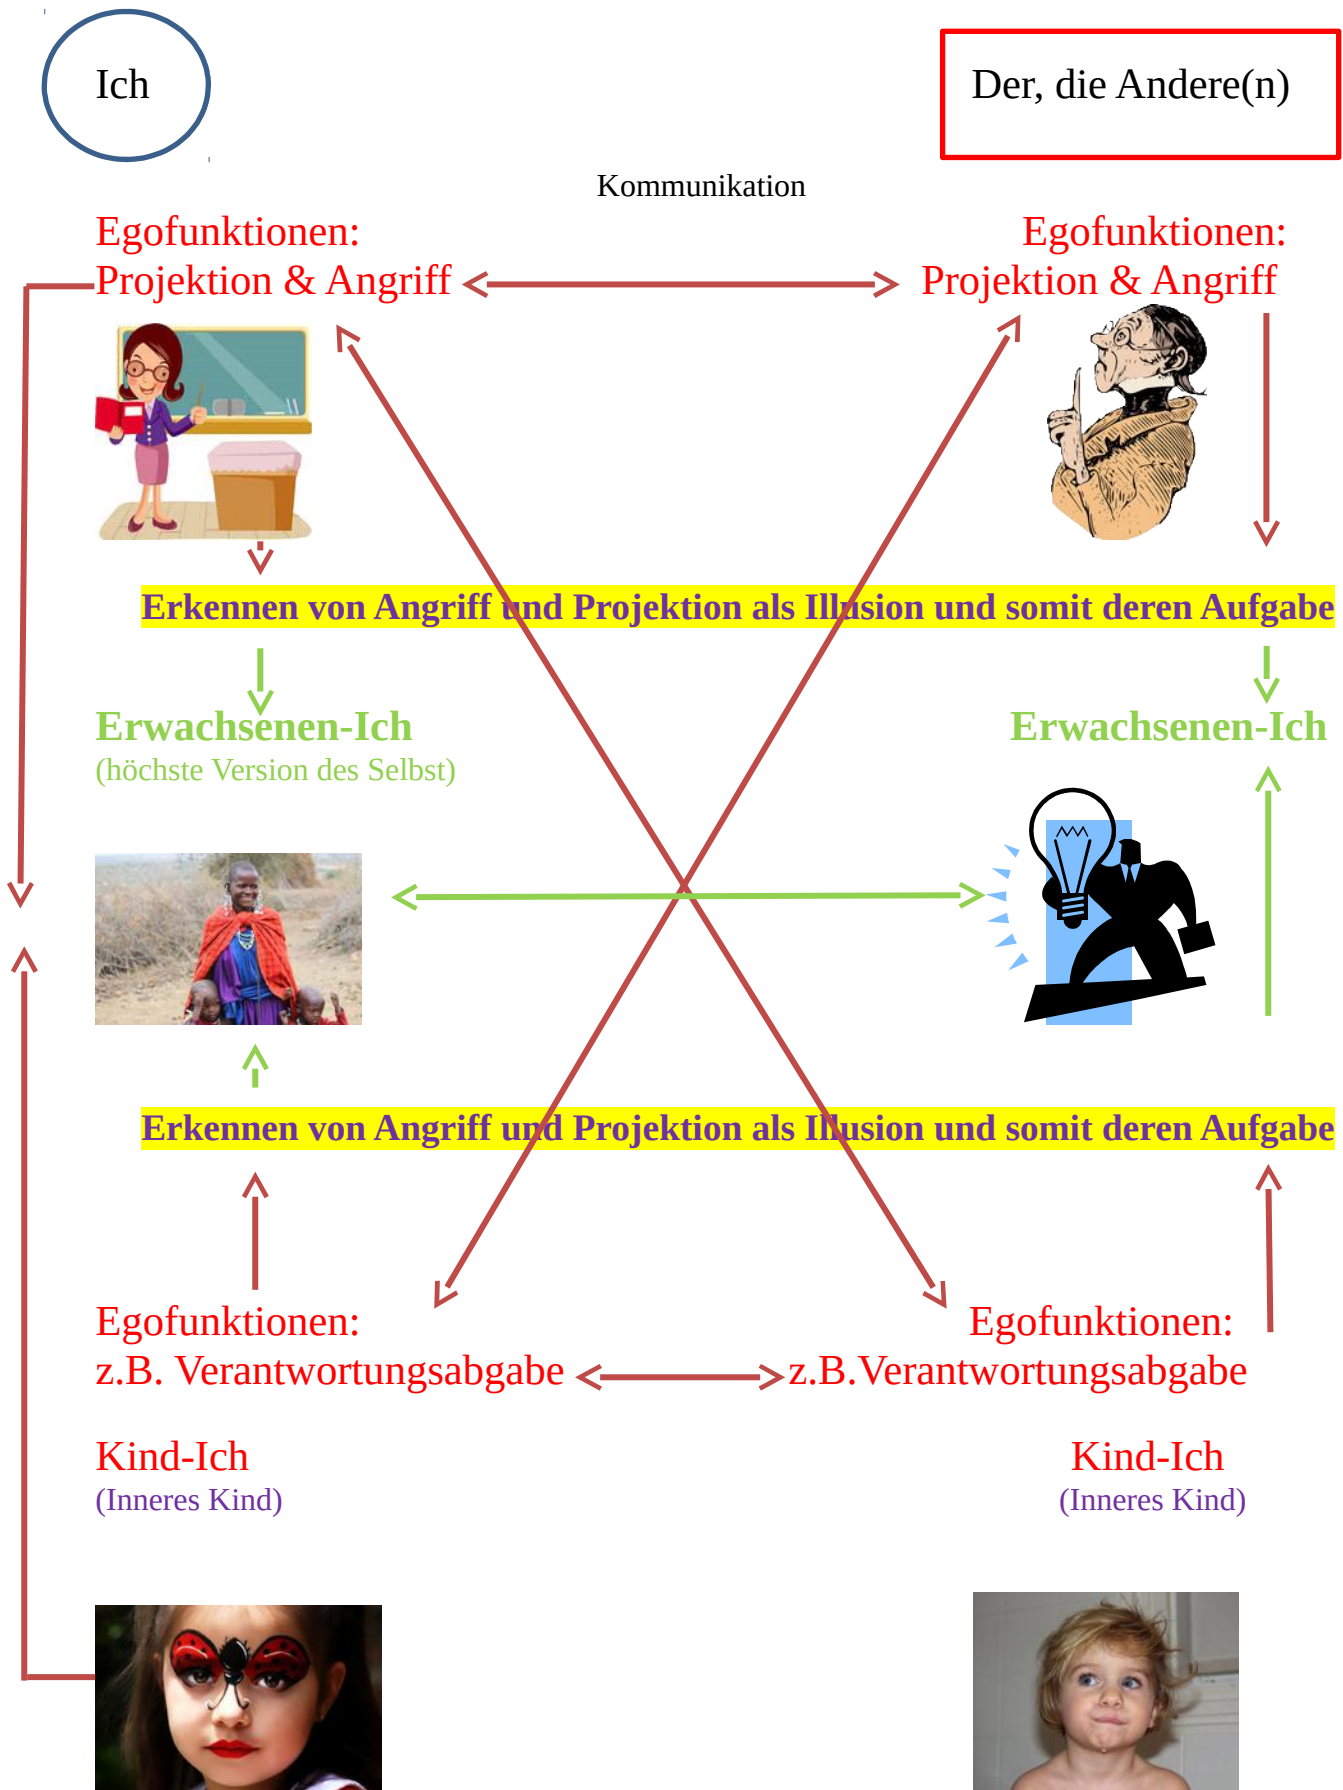 Ich
Der, die Andere(n)
Kommunikation
Egofunktionen: Egofunktionen:
Projektion & Angriff Projektion & Angriff
Erkennen von Angriff und Projektion als Illusion und somit deren Aufgabe
Erwachsenen-Ich Erwachsenen-Ich
(höchste Version des Selbst)
Erkennen von Angriff und Projektion als Illusion und somit deren Aufgabe
Egofunktionen: Egofunktionen:
z.B. Verantwortungsabgabe z.B.Verantwortungsabgabe
Kind-Ich Kind-Ich
(Inneres Kind) (Inneres Kind)